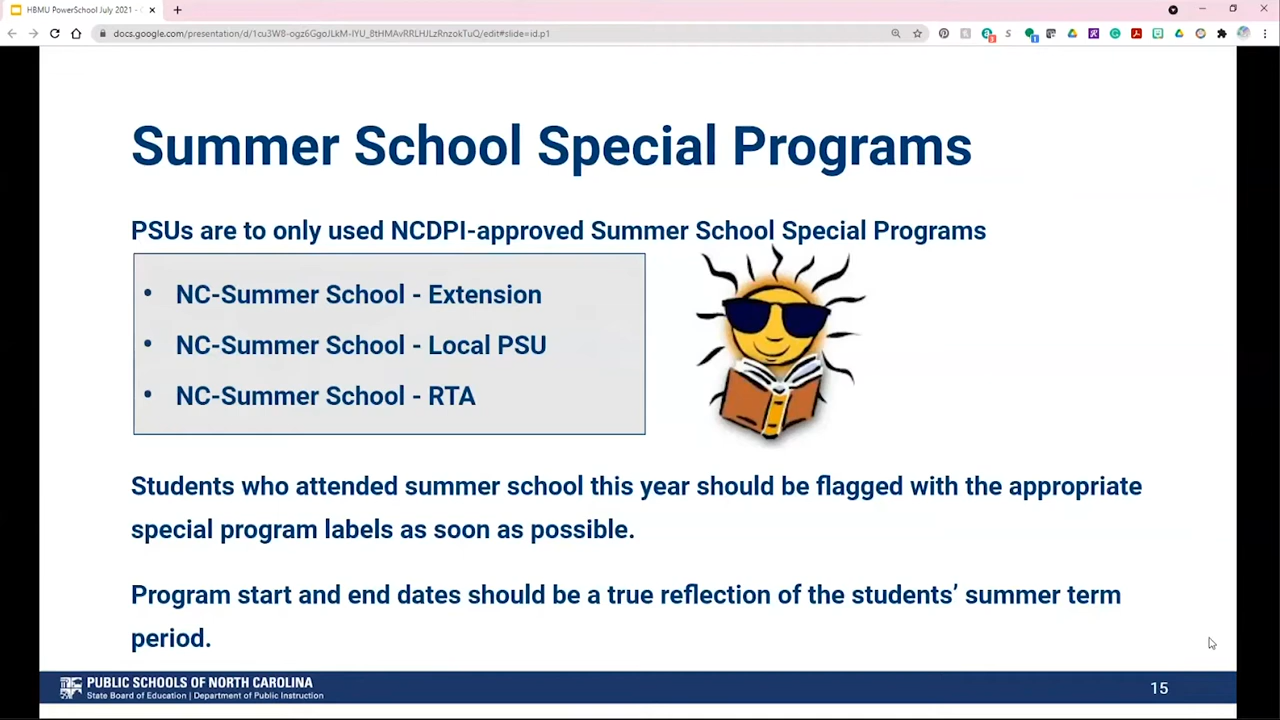 HBMU PowerSchool July 2021 -
docs.google.com/presentation/d/1cu3W8-ogz6GgoJLkM-IYU_8tHMAvRRLHJLzRnzokTuQ/edit#slide=id.p1
Summer School Special Programs
PSUs are to only used NCDPI-approved Summer School Special Programs
• NC-Summer School - Extension
• NC-Summer School - Local PSU
• NC-Summer School - RTA
Students who attended summer school this year should be flagged with the appropriate
special program labels as soon as possible.
Program start and end dates should be a true reflection of the students’ summer term
period.
PUBLIC SCHOOLS OF NORTH CAROLINA
State Board of Education | Department of Public Instruction
15